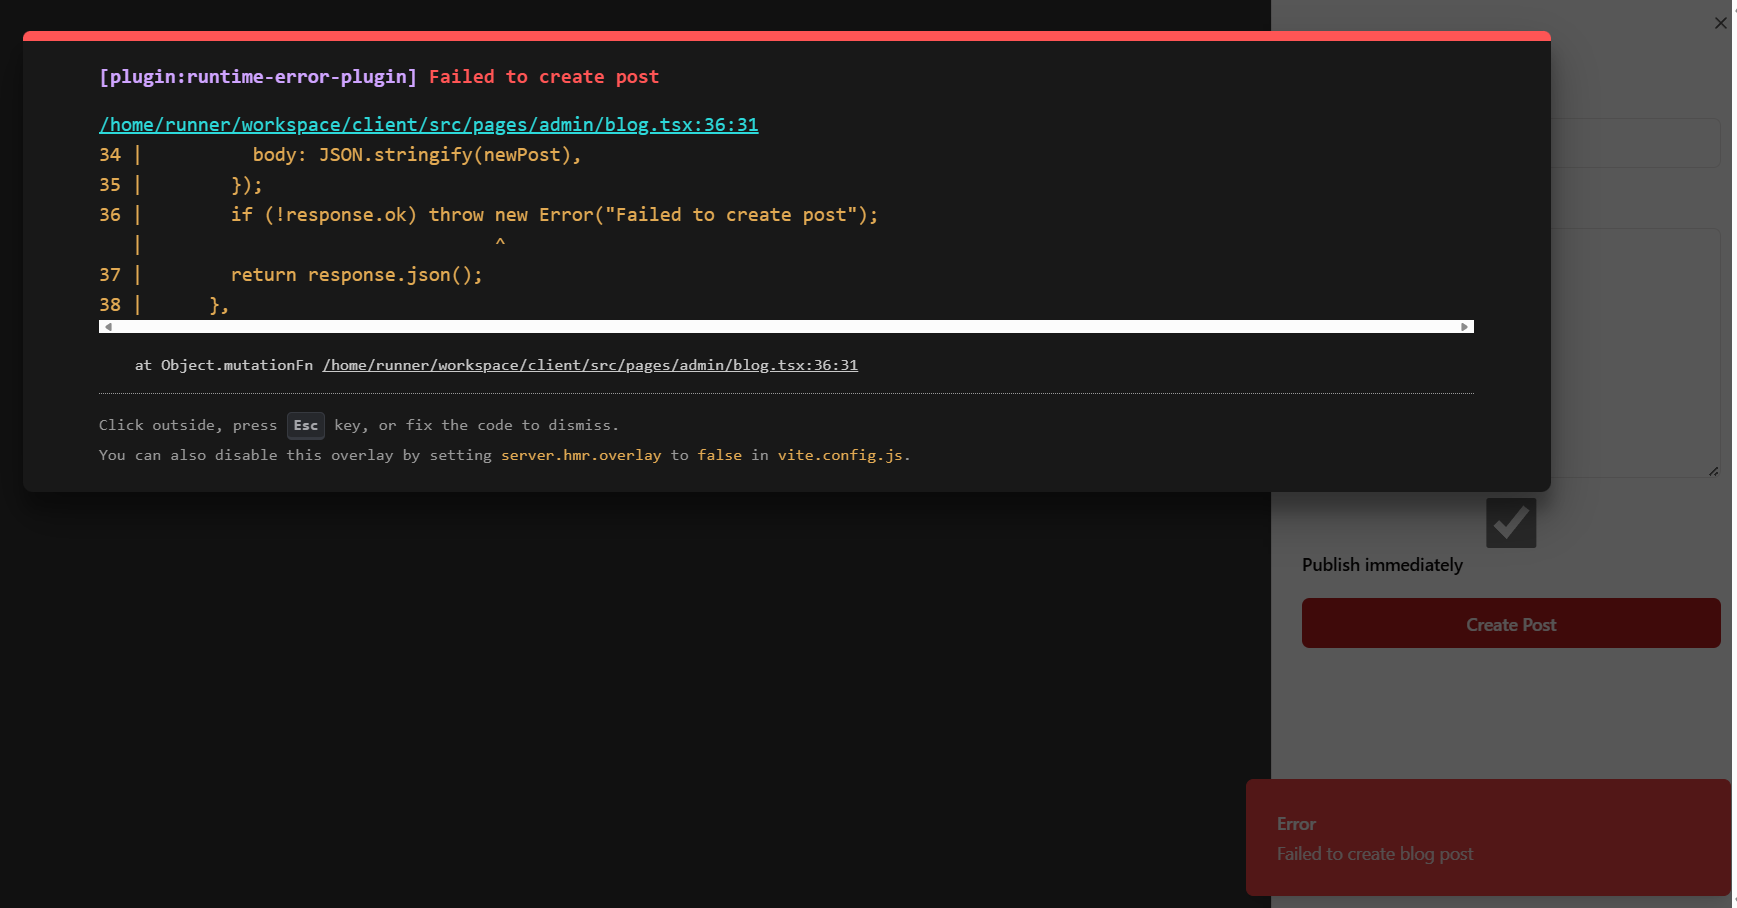 [plugin:runtime-error-plugin] Failed to create post
/home/runner/workspace/client/src/pages/admin/blog.tsx:36:31
34 |          body: JSON.stringify(newPost),
35 |        });
36 |        if (!response.ok) throw new Error("Failed to create post");
   |                                ^
37 |        return response.json();
38 |      },
at Object.mutationFn /home/runner/workspace/client/src/pages/admin/blog.tsx:36:31
Click outside, press Esc key, or fix the code to dismiss.
You can also disable this overlay by setting server.hmr.overlay to false in vite.config.js.
Publish immediately
Create Post
Error
Failed to create blog post